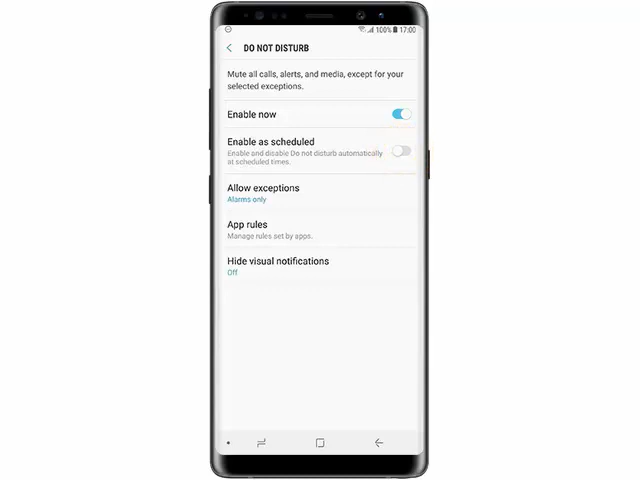 100% 17:00
DO NOT DISTURB
Mute all calls, alerts, and media, except for your
selected exceptions.
Enable now
Enable as scheduled
Enable and disable Do not disturb automatically
at scheduled times.
Allow exceptions
Alarms only
App rules
Manage rules set by apps.
Hide visual notifications
Off